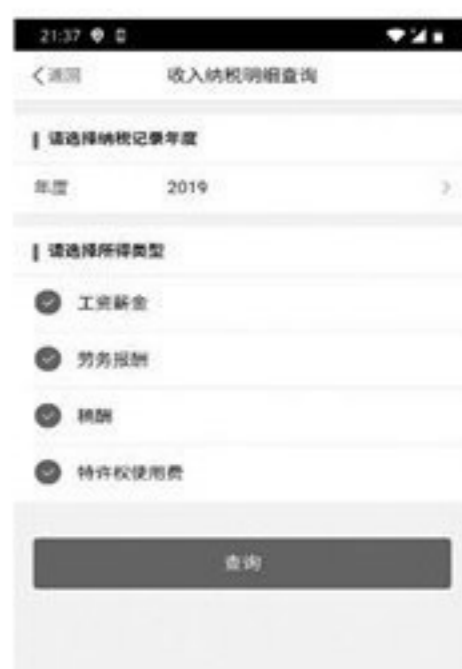 21:37
返回 收入纳税明细查询
请选择纳税记录年度
年度 2019
请选择所得类型
工资薪金
劳务报酬
稿酬
特许权使用费
查询